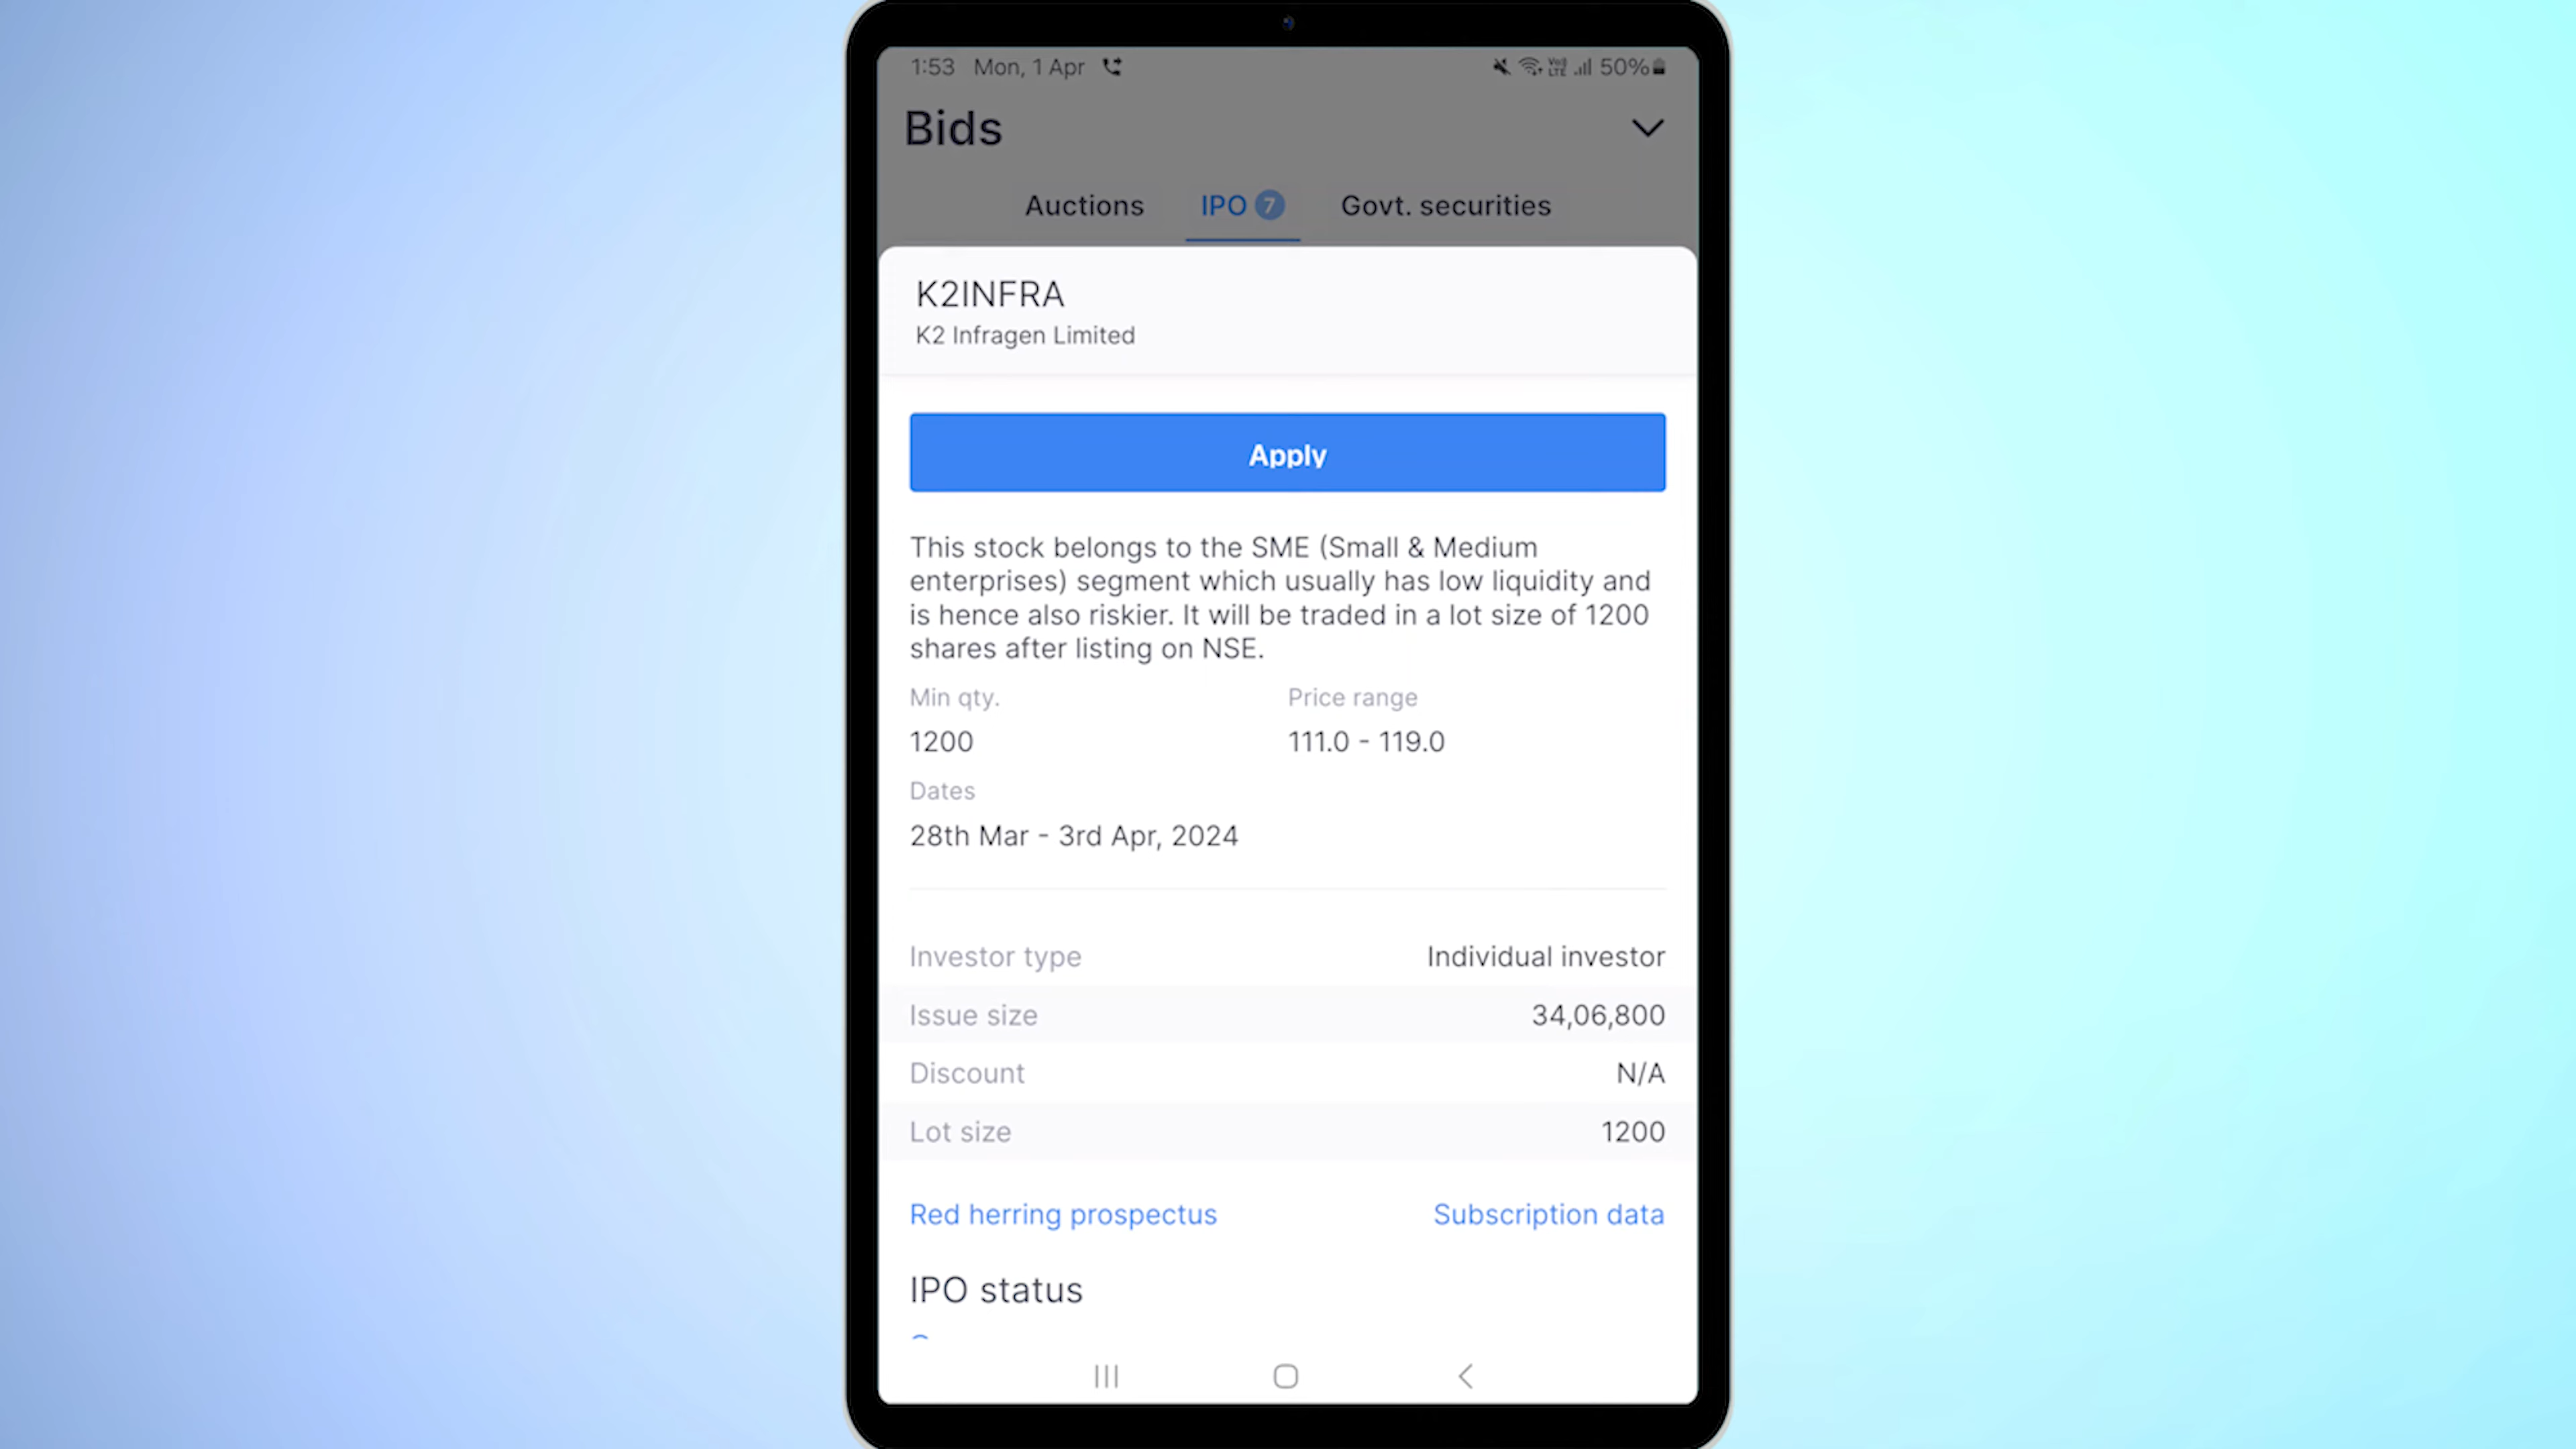 1:53 Mon, 1 Apr 50%
Bids
Auctions IPO 7 Govt. securities
K2INFRA
K2 Infragen Limited
Apply
This stock belongs to the SME (Small & Medium
enterprises) segment which usually has low liquidity and
is hence also riskier. It will be traded in a lot size of 1200
shares after listing on NSE.
Min qty. Price range
1200 111.0 - 119.0
Dates
28th Mar - 3rd Apr, 2024
Investor type Individual investor
Issue size 34,06,800
Discount N/A
Lot size 1200
Red herring prospectus Subscription data
IPO status